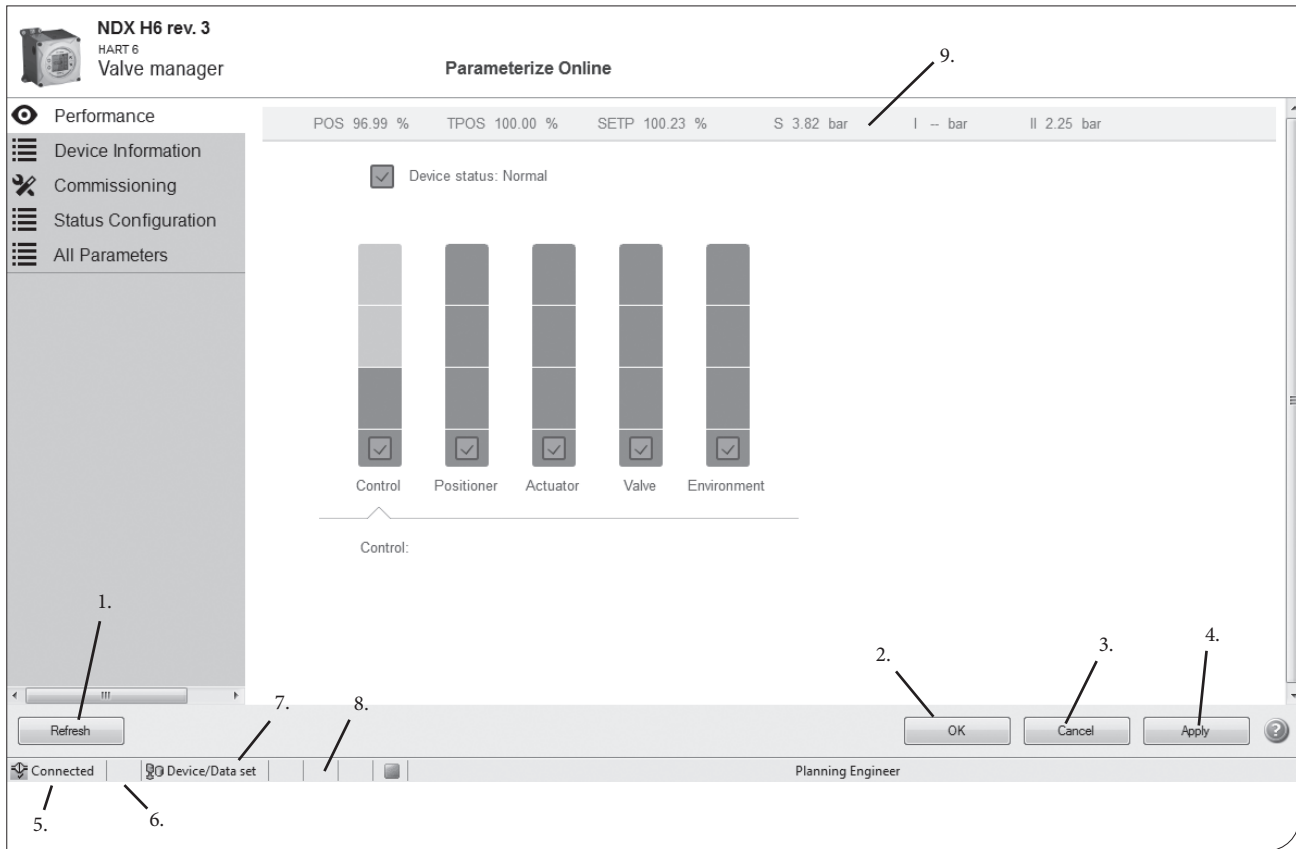 NDX H6 rev. 3
HART 6
Valve manager
Parameterize Online
9.
Performance
Device Information
Commissioning
Status Configuration
All Parameters
POS 96.99 % TPOS 100.00 % SETP 100.23 % S 3.82 bar I -- bar II 2.25 bar
Device status: Normal
Control Positioner Actuator Valve Environment
Control:
1.
2.
3.
4.
7.
8.
Refresh
OK
Cancel
Apply
?
Connected
Device/Data set
Planning Engineer
5.
6.